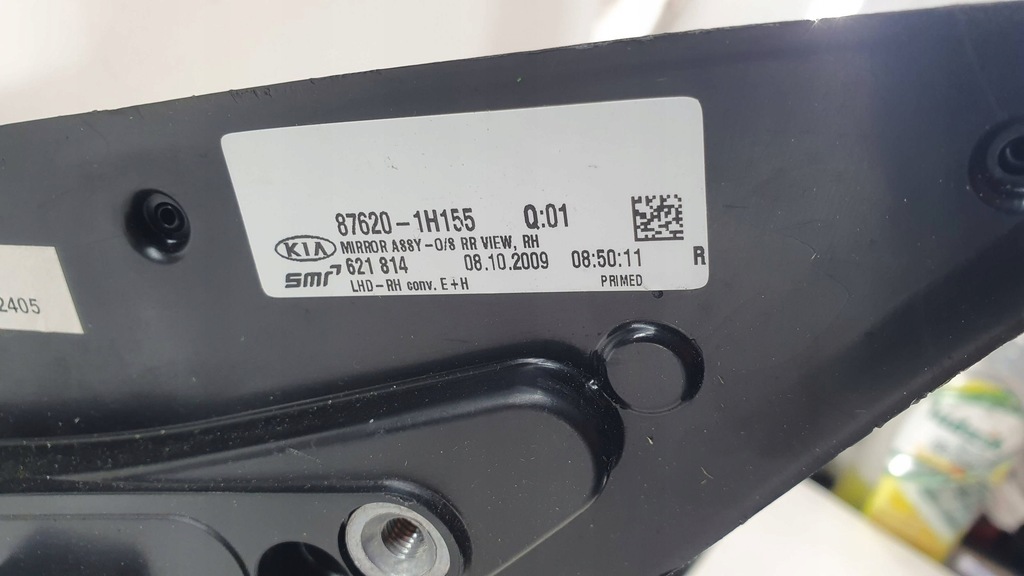 87620-1H155 Q:01
KIA MIRROR ASSY-O/S RR VIEW, RH
smr 621 814 08.10.2009 08:50:11 R
LHD-RH conv. E+H PRIMED
2405